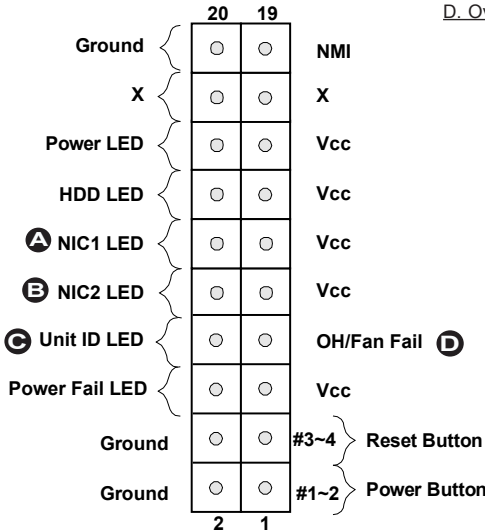 20 19
D. Ov
Ground NMI
X X
Power LED Vcc
HDD LED Vcc
A NIC1 LED Vcc
B NIC2 LED Vcc
C Unit ID LED OH/Fan Fail D
Power Fail LED Vcc
Ground #3~4 Reset Button
Ground #1~2 Power Button
2 1